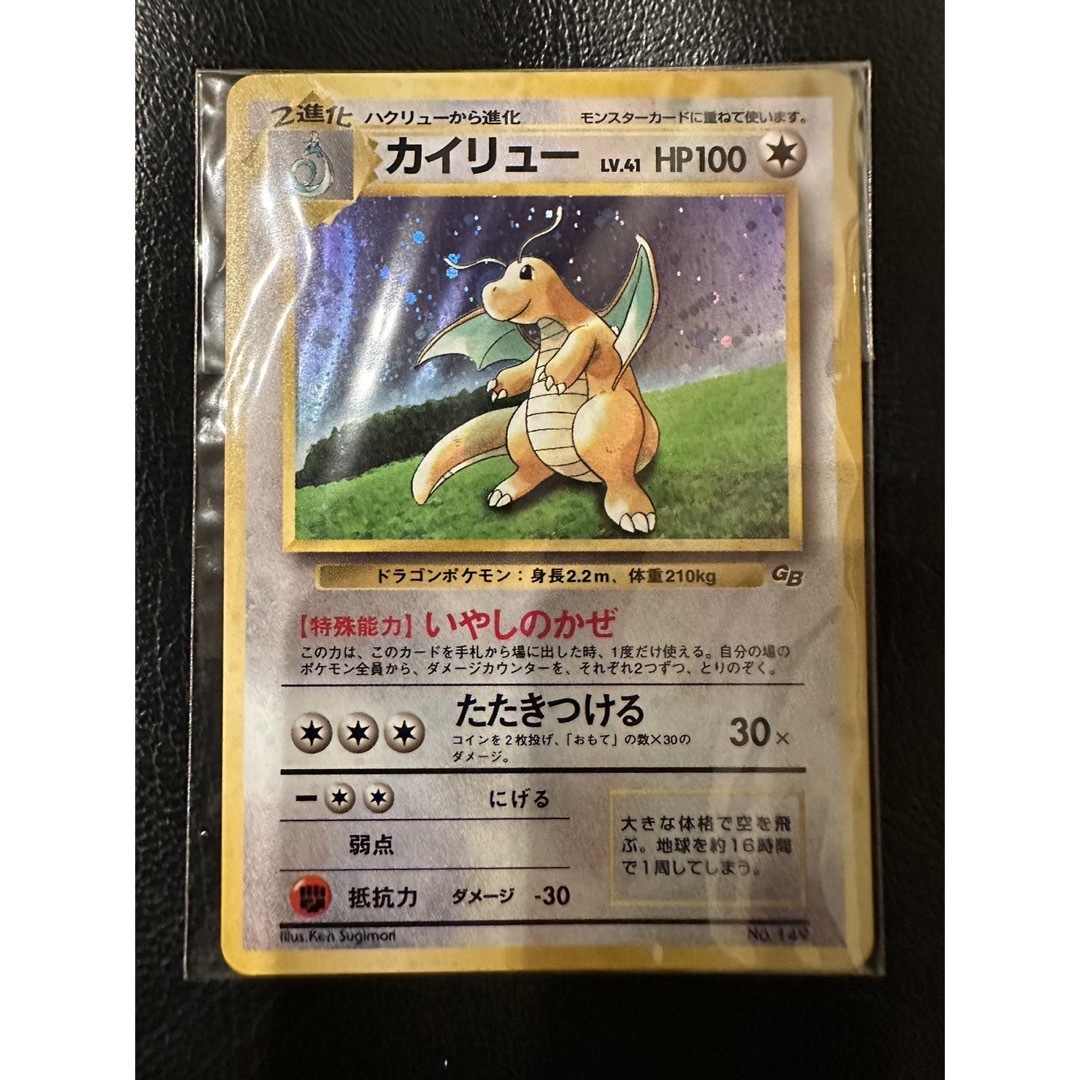 2進化 ハクリューから進化 モンスターカードに重ねて使います。
カイリュー LV.41 HP100
ドラゴンポケモン：身長2.2m、体重210kg GB
【特殊能力】いやしのかぜ
この力は、このカードを手札から場に出した時、1度だけ使える。自分の場の
ポケモン全員から、ダメージカウンターを、それぞれ2つずつ、とりのぞく。
たたきつける 30×
コインを2枚投げ、「おもて」の数×30の
ダメージ。
ー にげる
弱点
抵抗力 ダメージ -30
大きな体格で空を飛
ぶ。地球を約16時間
で1周してしまう。
Illus.Ken Sugimori No. 149